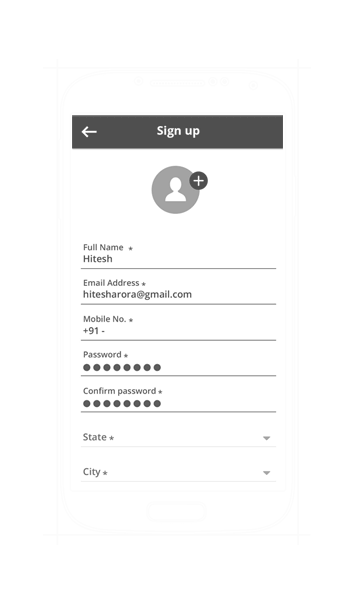 Sign up
Full Name *
Hitesh
Email Address *
hitesharora@gmail.com
Mobile No. *
+91 -
Password *
●●●●●●●●
Confirm password *
●●●●●●●●
State *
City *